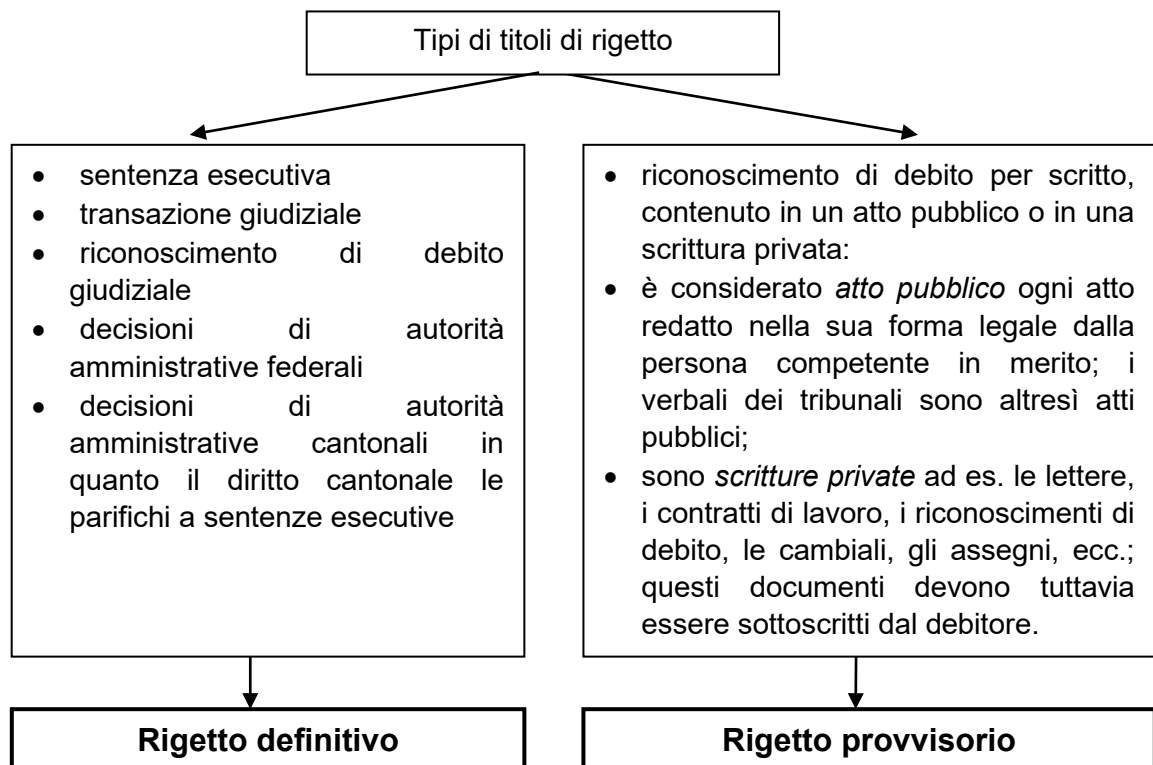 Tipi di titoli di rigetto
• sentenza esecutiva
• transazione giudiziale
• riconoscimento di debito
giudiziale
• decisioni di autorità
amministrative federali
• decisioni di autorità
amministrative cantonali in
quanto il diritto cantonale le
parifichi a sentenze esecutive
• riconoscimento di debito per scritto,
contenuto in un atto pubblico o in una
scrittura privata:
• è considerato atto pubblico ogni atto
redatto nella sua forma legale dalla
persona competente in merito; i
verbali dei tribunali sono altresì atti
pubblici;
• sono scritture private ad es. le lettere,
i contratti di lavoro, i riconoscimenti di
debito, le cambiali, gli assegni, ecc.;
questi documenti devono tuttavia
essere sottoscritti dal debitore.
Rigetto definitivo
Rigetto provvisorio